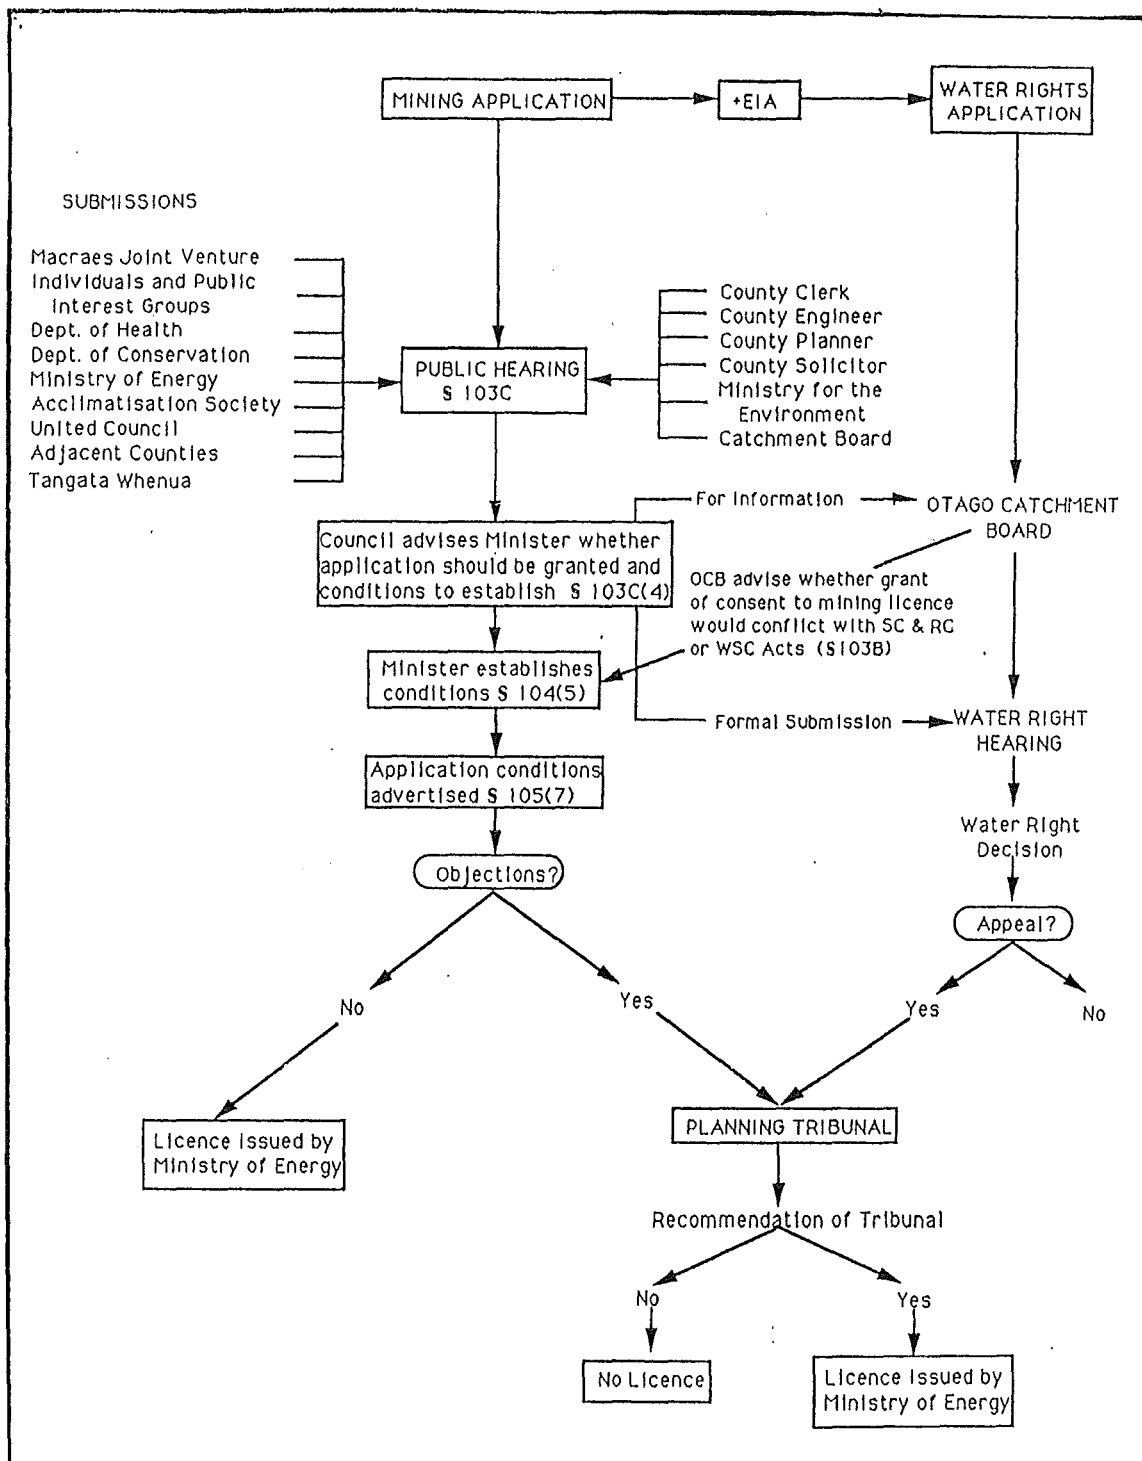 MINING APPLICATION
+EIA
WATER RIGHTS
APPLICATION
SUBMISSIONS
Macraes Joint Venture
Individuals and Public
Interest Groups
Dept. of Health
Dept. of Conservation
Ministry of Energy
Acclimatisation Society
United Council
Adjacent Counties
Tangata Whenua
PUBLIC HEARING
§ 103C
County Clerk
County Engineer
County Planner
County Solicitor
Ministry for the
Environment
Catchment Board
For Information
OTAGO CATCHMENT
BOARD
Council advises Minister whether
application should be granted and
conditions to establish § 103C(4)
OCB advise whether grant
of consent to mining licence
would conflict with SC & RC
or WSC Acts (§103B)
Minister establishes
conditions § 104(5)
Formal Submission
WATER RIGHT
HEARING
Application conditions
advertised § 105(7)
Water Right
Decision
Objections?
Appeal?
No
Yes
Yes
No
Licence issued by
Ministry of Energy
PLANNING TRIBUNAL
Recommendation of Tribunal
No
Yes
No Licence
Licence issued by
Ministry of Energy